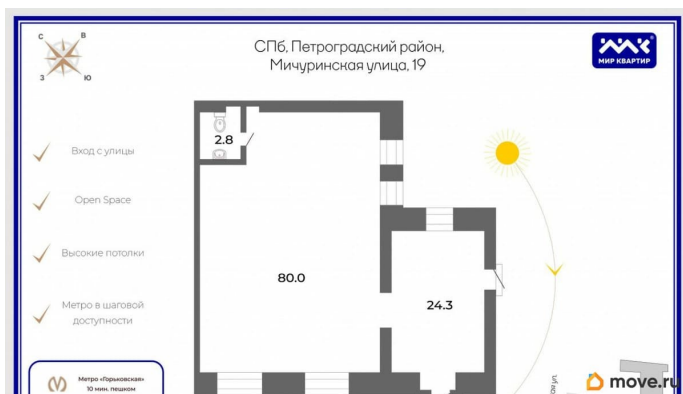 С
В
З
Ю
СПб, Петроградский район,
Мичуринская улица, 19
МИР КВАРТИР
Вход с улицы
Open Space
Высокие потолки
Метро в шаговой
доступности
2.8
80.0
24.3
Метро «Горьковская»
10 мин. пешком
move.ru